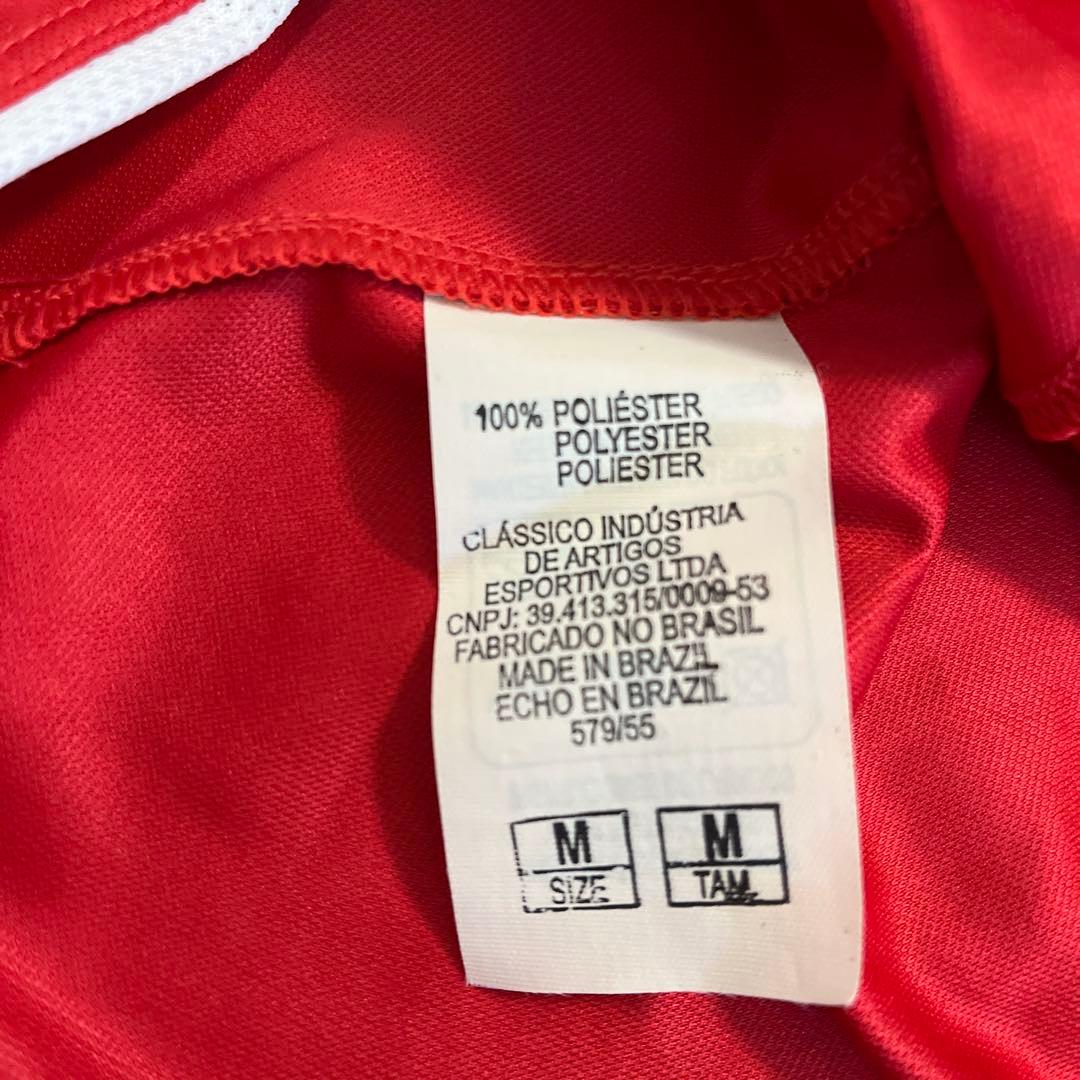 100% POLIÉSTER
POLYESTER
POLIESTER
CLÁSSICO INDÚSTRIA
DE ARTIGOS
ESPORTIVOS LTDA
CNPJ: 39.413.315/0009-53
FABRICADO NO BRASIL
MADE IN BRAZIL
ECHO EN BRAZIL
579/55
M M
SIZE TAM.